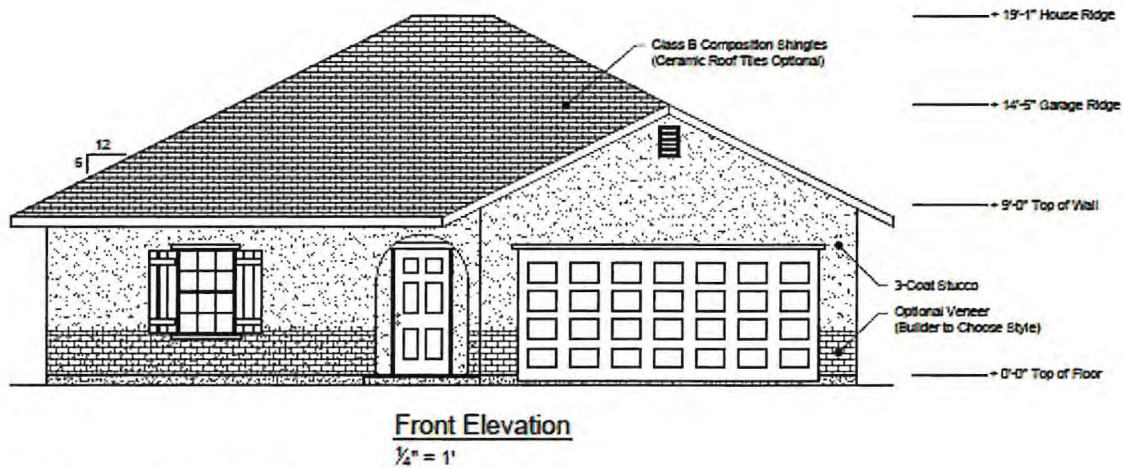 + 19'-1" House Ridge
Class B Composition Shingles
(Ceramic Roof Tiles Optional)
+ 14'-5" Garage Ridge
12
5
+ 9'-0" Top of Wall
3-Coat Stucco
Optional Veneer
(Builder to Choose Style)
+ 0'-0" Top of Floor
Front Elevation
¼" = 1'